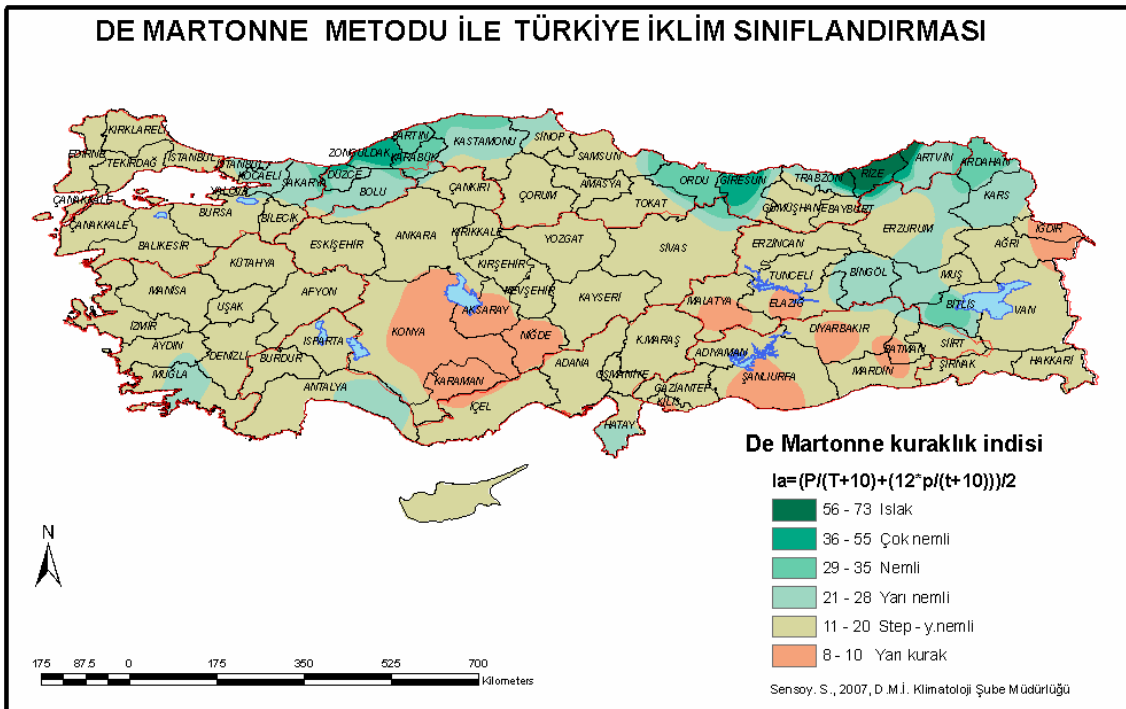 DE MARTONNE METODU İLE TÜRKİYE İKLİM SINIFLANDIRMASI
KIRKLARELİ
EDİRNE
TEKİRDAĞ
İSTANBUL
İSTANBUL
KOCAELİ
YALOVA
SAKARYA
DÜZCE
ZONGULDAK
BARTIN
KARABÜK
KASTAMONU
SİNOP
SAMSUN
BOLU
ÇANKIRI
ÇORUM
AMASYA
TOKAT
ORDU
GİRESUN
TRABZON
RİZE
ARTVIN
ARDAHAN
KARS
GÜMÜŞHANE
BAYBURT
ÇANAKKALE
ÇANAKKALE
BURSA
BİLECİK
BALIKESİR
KÜTAHYA
ESKİŞEHİR
ANKARA
KIRIKKALE
KIRŞEHİR
YOZGAT
SİVAS
ERZİNCAN
ERZURUM
AĞRI
IĞDIR
MANİSA
UŞAK
AFYON
NEVŞEHİR
KAYSERİ
TUNCELİ
BİNGÖL
MUŞ
BİTLİS
VAN
İZMİR
AYDIN
DENİZLİ
BURDUR
ISPARTA
KONYA
AKSARAY
NİĞDE
MALATYA
ELAZIĞ
DİYARBAKIR
BATMAN
SİİRT
ŞIRNAK
HAKKARİ
MUĞLA
ANTALYA
KARAMAN
İÇEL
ADANA
K.MARAŞ
OSMANİYE
ADIYAMAN
GAZİANTEP
KİLİS
ŞANLIURFA
MARDİN
HATAY
De Martonne kuraklık indisi
Ia=(P/(T+10)+(12*p/(t+10)))/2
56 - 73 Islak
36 - 55 Çok nemli
29 - 35 Nemli
21 - 28 Yarı nemli
11 - 20 Step - y.nemli
8 - 10 Yarı kurak
N
175 87.5 0 175 350 525 700
Kilometers
Sensoy. S., 2007, D.M.İ. Klimatoloji Şube Müdürlüğü